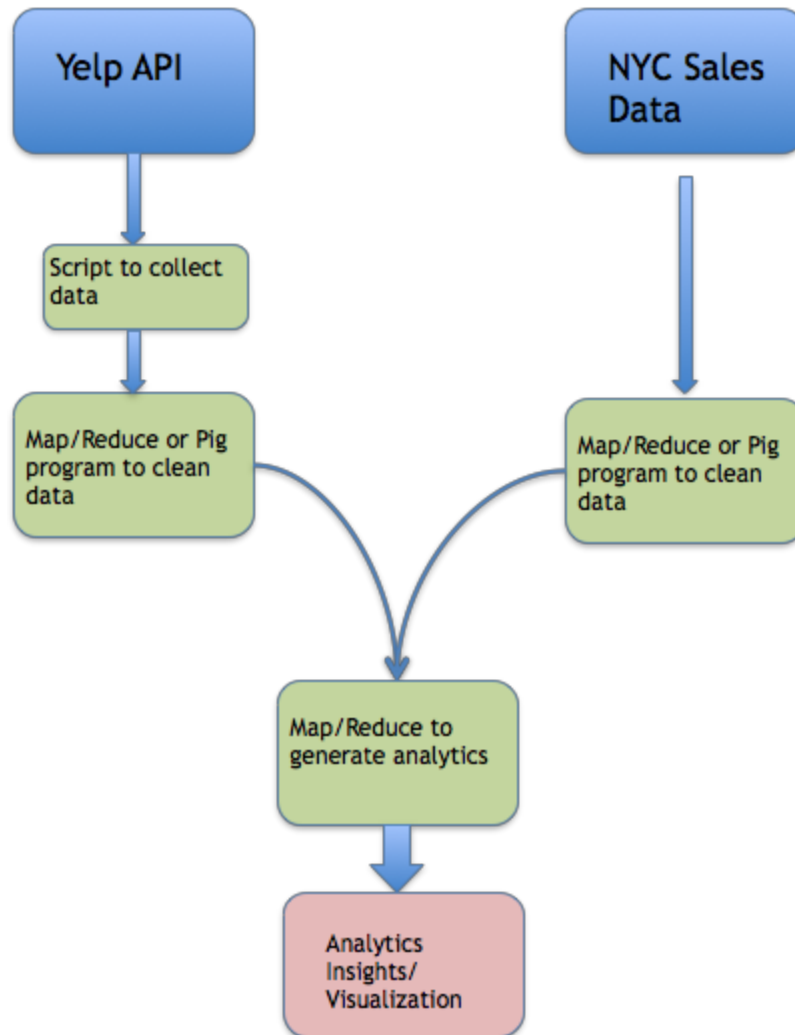 Yelp API
NYC Sales
Data
Script to collect
data
Map/Reduce or Pig
program to clean
data
Map/Reduce or Pig
program to clean
data
Map/Reduce to
generate analytics
Analytics
Insights/
Visualization